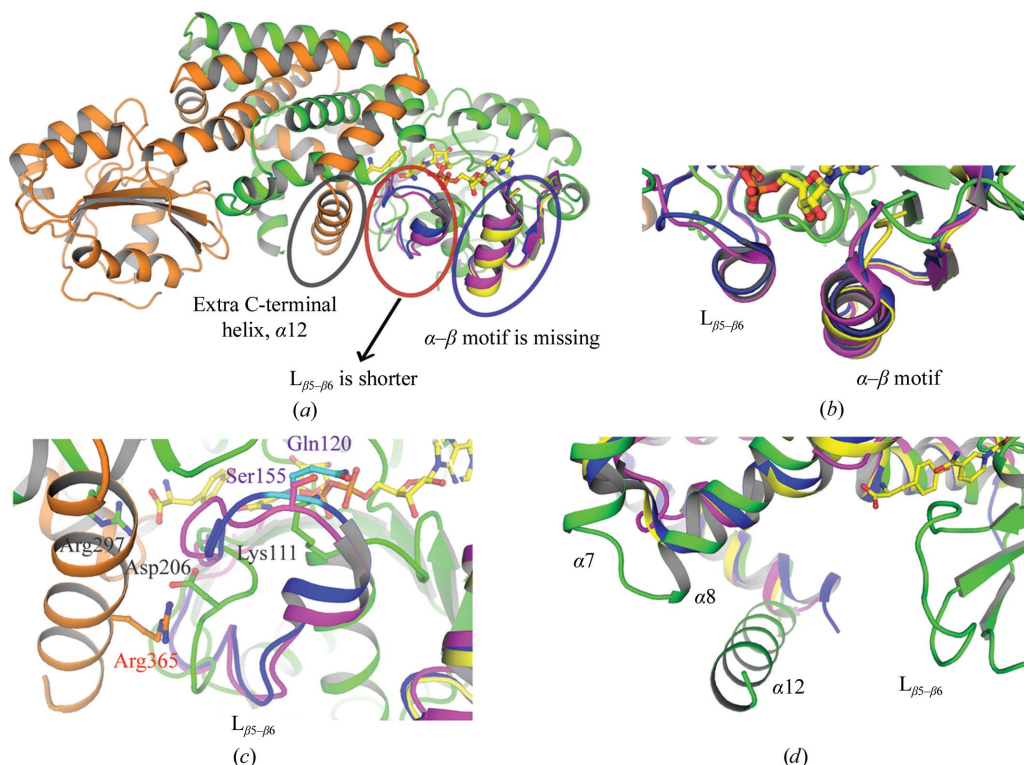 Extra C-terminal
helix, α12
α–β motif is missing
Lβ5–β6 is shorter
(a)
Lβ5–β6
α–β motif
(b)
Gln120
Ser155
Arg297
Lys111
Asp206
Arg365
Lβ5–β6
(c)
α7
α8
α12
Lβ5–β6
(d)